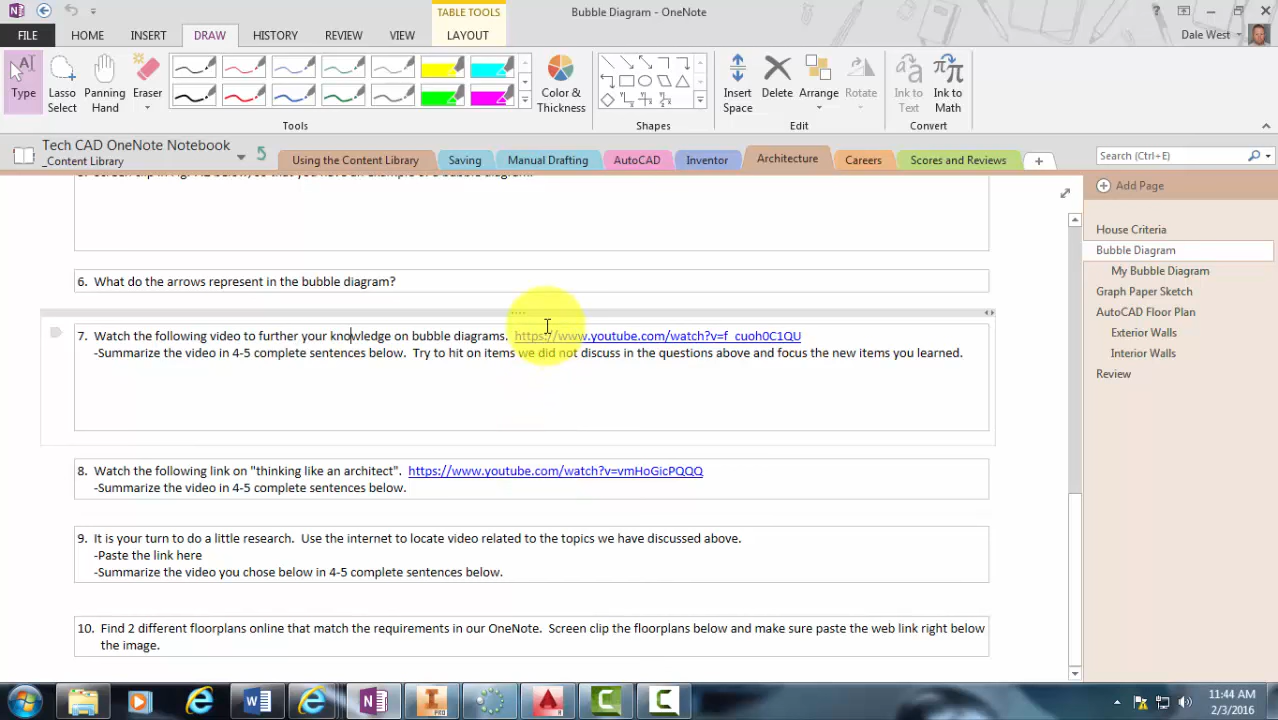 TABLE TOOLS
Bubble Diagram - OneNote
FILE HOME INSERT DRAW HISTORY REVIEW VIEW LAYOUT
Dale West
Type
Lasso Select
Panning Hand
Eraser
Color & Thickness
Insert Space
Delete
Arrange
Rotate
Ink to Text
Ink to Math
Tools
Shapes
Edit
Convert
Tech CAD OneNote Notebook
_Content Library
Using the Content Library Saving Manual Drafting AutoCAD Inventor Architecture Careers Scores and Reviews
Search (Ctrl+E)
Add Page
House Criteria
Bubble Diagram
My Bubble Diagram
Graph Paper Sketch
AutoCAD Floor Plan
Exterior Walls
Interior Walls
Review
6. What do the arrows represent in the bubble diagram?
7. Watch the following video to further your knowledge on bubble diagrams. https://www.youtube.com/watch?v=f_cuoh0C1QU
-Summarize the video in 4-5 complete sentences below. Try to hit on items we did not discuss in the questions above and focus the new items you learned.
8. Watch the following link on "thinking like an architect". https://www.youtube.com/watch?v=vmHoGicPQQQ
-Summarize the video in 4-5 complete sentences below.
9. It is your turn to do a little research. Use the internet to locate video related to the topics we have discussed above.
-Paste the link here
-Summarize the video you chose below in 4-5 complete sentences below.
10. Find 2 different floorplans online that match the requirements in our OneNote. Screen clip the floorplans below and make sure paste the web link right below
the image.
11:44 AM
2/3/2016